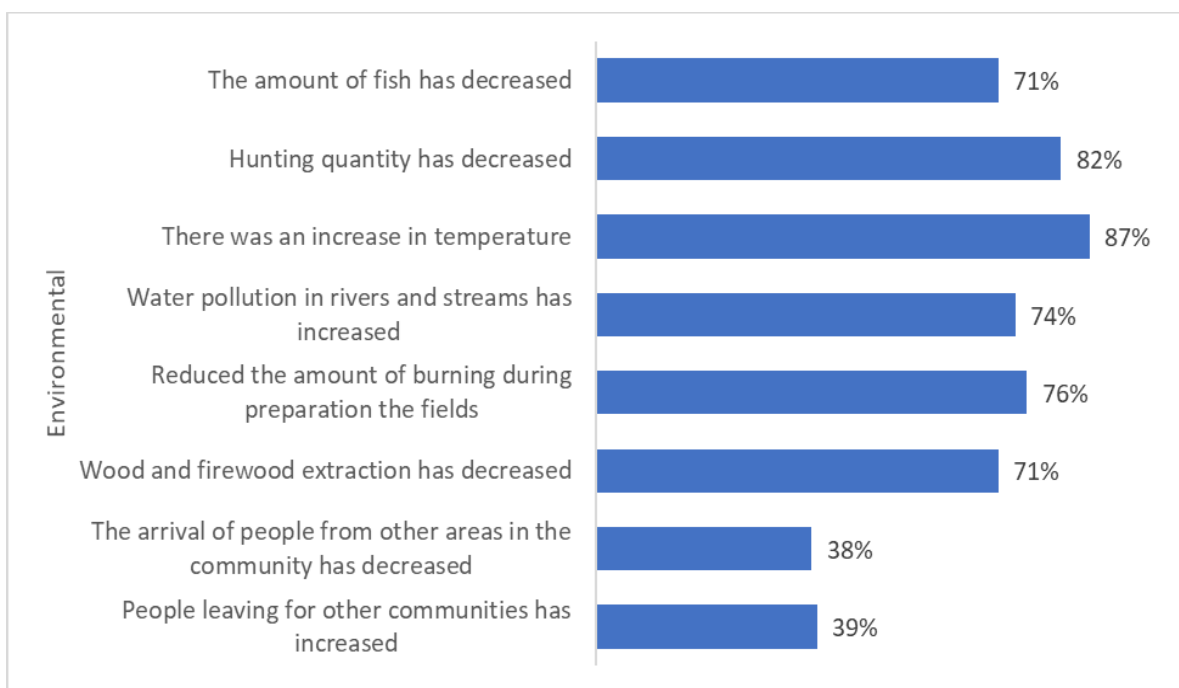 The amount of fish has decreased
71%
Hunting quantity has decreased
82%
There was an increase in temperature
87%
Water pollution in rivers and streams has
increased
74%
Reduced the amount of burning during
preparation the fields
76%
Wood and firewood extraction has decreased
71%
The arrival of people from other areas in the
community has decreased
38%
People leaving for other communities has
increased
39%
Environmental